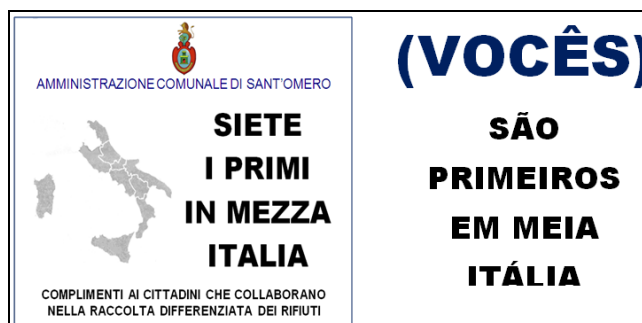 AMMINISTRAZIONE COMUNALE DI SANT'OMERO
SIETE
I PRIMI
IN MEZZA
ITALIA
COMPLIMENTI AI CITTADINI CHE COLLABORANO
NELLA RACCOLTA DIFFERENZIATA DEI RIFIUTI
(VOCÊS)
SÃO
PRIMEIROS
EM MEIA
ITÁLIA